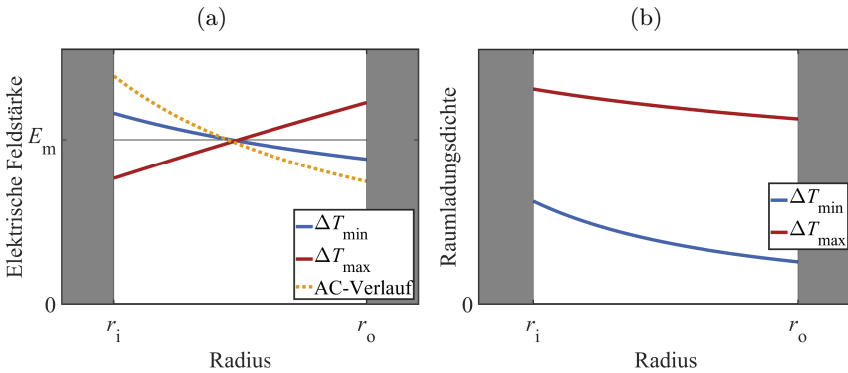 (a)
(b)
Elektrische Feldstärke
E_m
0
r_i
r_o
Radius
ΔT_min
ΔT_max
AC-Verlauf
Raumladungsdichte
0
r_i
r_o
Radius
ΔT_min
ΔT_max